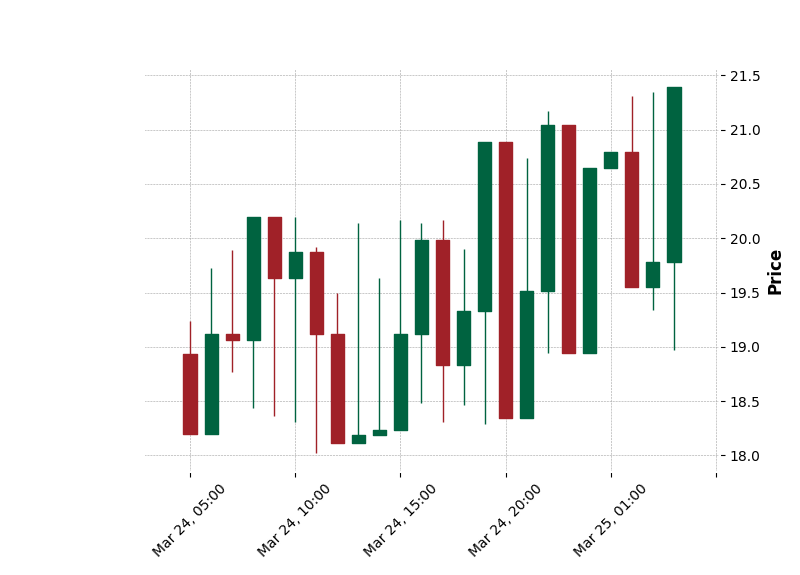 21.5
21.0
20.5
20.0
19.5
19.0
18.5
18.0
Price
Mar 24, 05:00
Mar 24, 10:00
Mar 24, 15:00
Mar 24, 20:00
Mar 25, 01:00